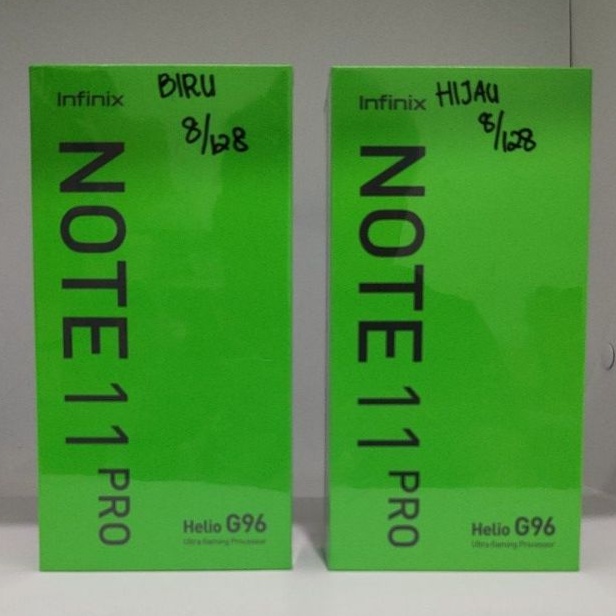 Infinix
BIRU
8/128
NOTE 11 PRO
Helio G96
Ultra Gaming Processor
Infinix
HIJAU
8/128
NOTE 11 PRO
Helio G96
Ultra Gaming Processor